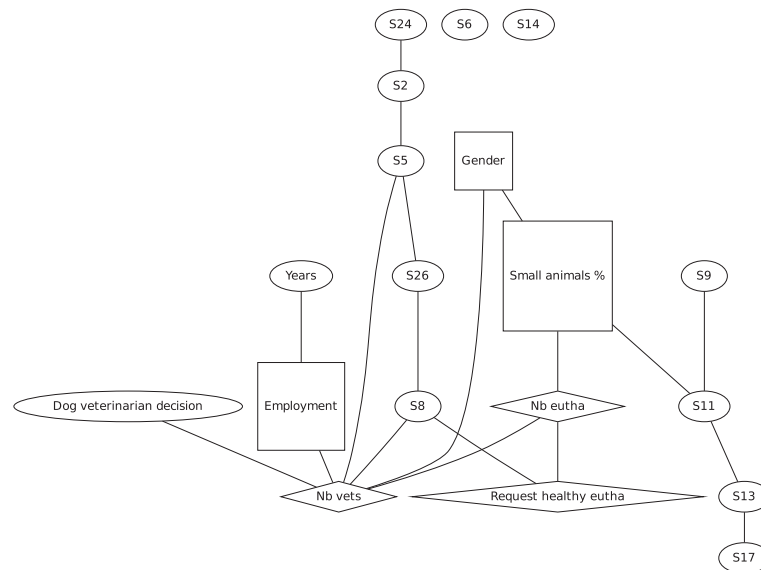 S24
S6
S14
S2
S5
Gender
Years
S26
Small animals %
S9
Dog veterinarian decision
Employment
S8
Nb eutha
S11
Nb vets
Request healthy eutha
S13
S17